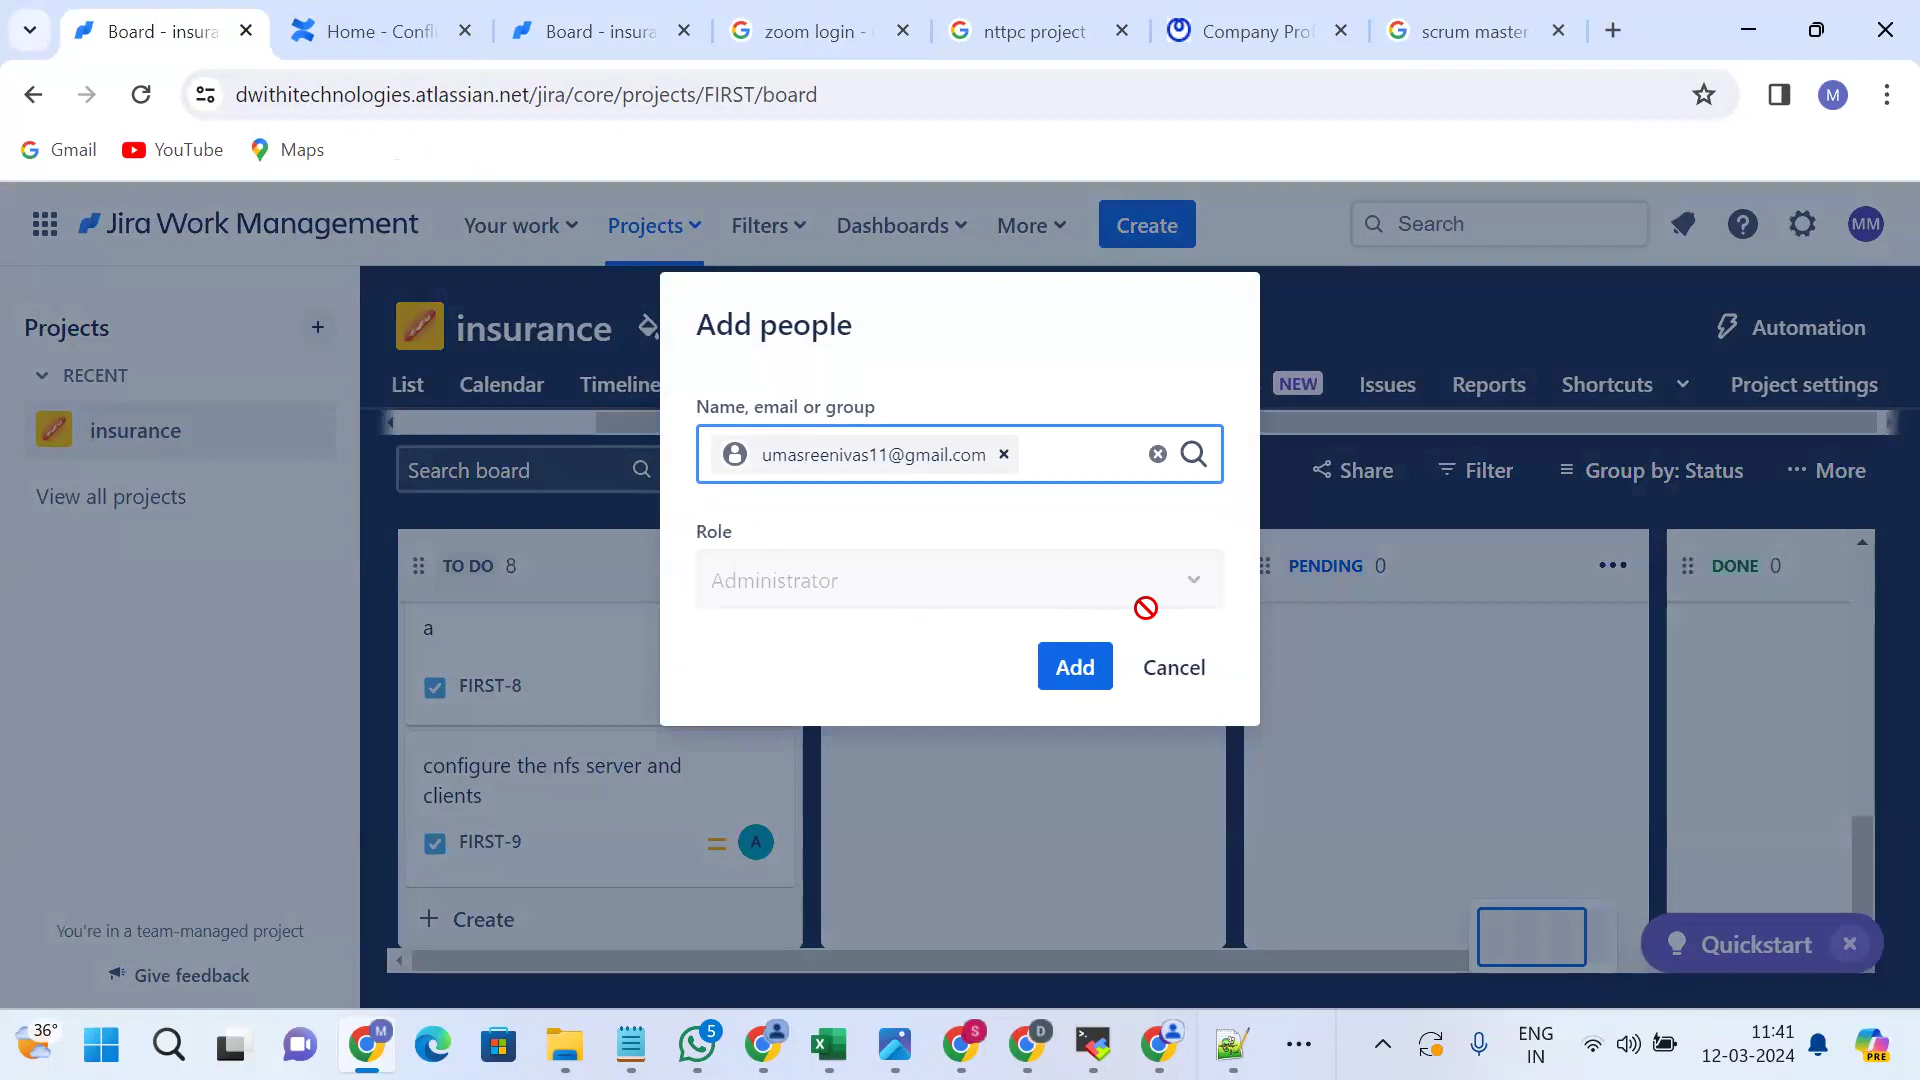 Board - insura
Home - Confl
Board - insura
zoom login -
nttpc project
Company Prof
scrum master
dwithitechnologies.atlassian.net/jira/core/projects/FIRST/board
M
Gmail
YouTube
Maps
Jira Work Management
Your work
Projects
Filters
Dashboards
More
Create
Search
MM
Projects
RECENT
insurance
View all projects
You're in a team-managed project
Give feedback
insurance
Automation
List
Calendar
Timeline
NEW
Issues
Reports
Shortcuts
Project settings
Search board
Share
Filter
Group by: Status
More
TO DO 8
PENDING 0
DONE 0
a
FIRST-8
configure the nfs server and
clients
FIRST-9
A
Create
Add people
Name, email or group
umasreenivas11@gmail.com
Role
Administrator
Add
Cancel
Quickstart
36°
M
5
S
D
ENG
IN
11:41
12-03-2024
PRE